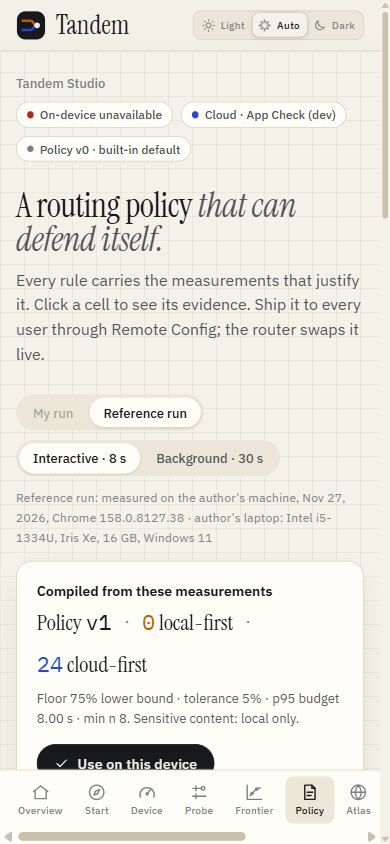 Tandem
Light Auto Dark
Tandem Studio
On-device unavailable Cloud · App Check (dev)
Policy v0 · built-in default
A routing policy that can
defend itself.
Every rule carries the measurements that justify
it. Click a cell to see its evidence. Ship it to every
user through Remote Config; the router swaps it
live.
My run Reference run
Interactive · 8 s Background · 30 s
Reference run: measured on the author's machine, Nov 27,
2026, Chrome 158.0.8127.38 · author's laptop: Intel i5-
1334U, Iris Xe, 16 GB, Windows 11
Compiled from these measurements
Policy v1 · 0 local-first ·
24 cloud-first
Floor 75% lower bound · tolerance 5% · p95 budget
8.00 s · min n 8. Sensitive content: local only.
Use on this device
Overview Start Device Probe Frontier Policy Atlas